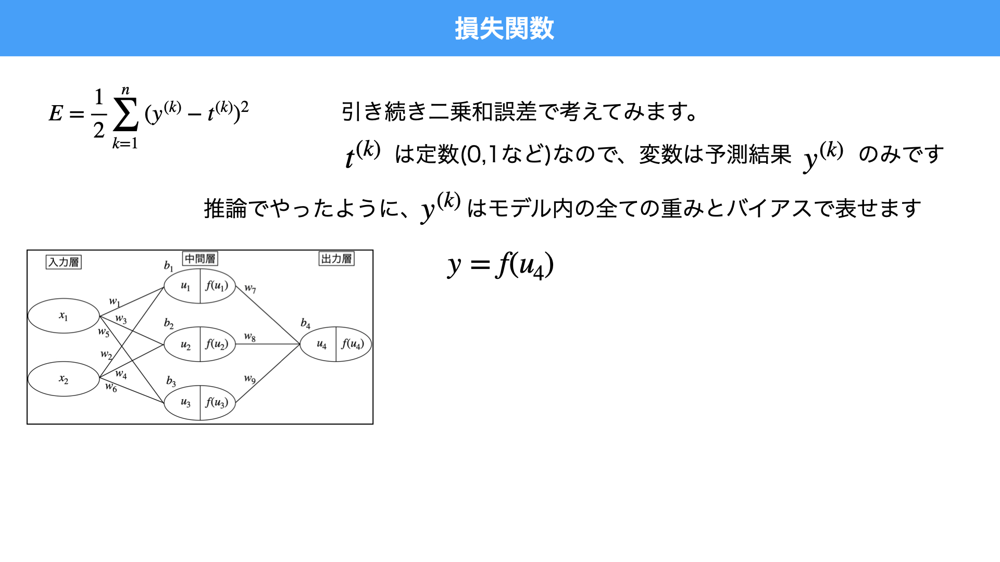 損失関数
E = 1/2 \sum_{k=1}^{n} (y^{(k)} − t^{(k)})^2
引き続き二乗和誤差で考えてみます。
t^{(k)} は定数(0,1など)なので、変数は予測結果 y^{(k)} のみです
推論でやったように、y^{(k)} はモデル内の全ての重みとバイアスで表せます
y = f(u_4)
入力層
中間層
出力層
b_1
u_1 f(u_1)
w_7
w_1
x_1
w_3
w_5
b_2
u_2 f(u_2)
w_8
b_4
u_4 f(u_4)
w_2
x_2
w_4
w_6
b_3
u_3 f(u_3)
w_9